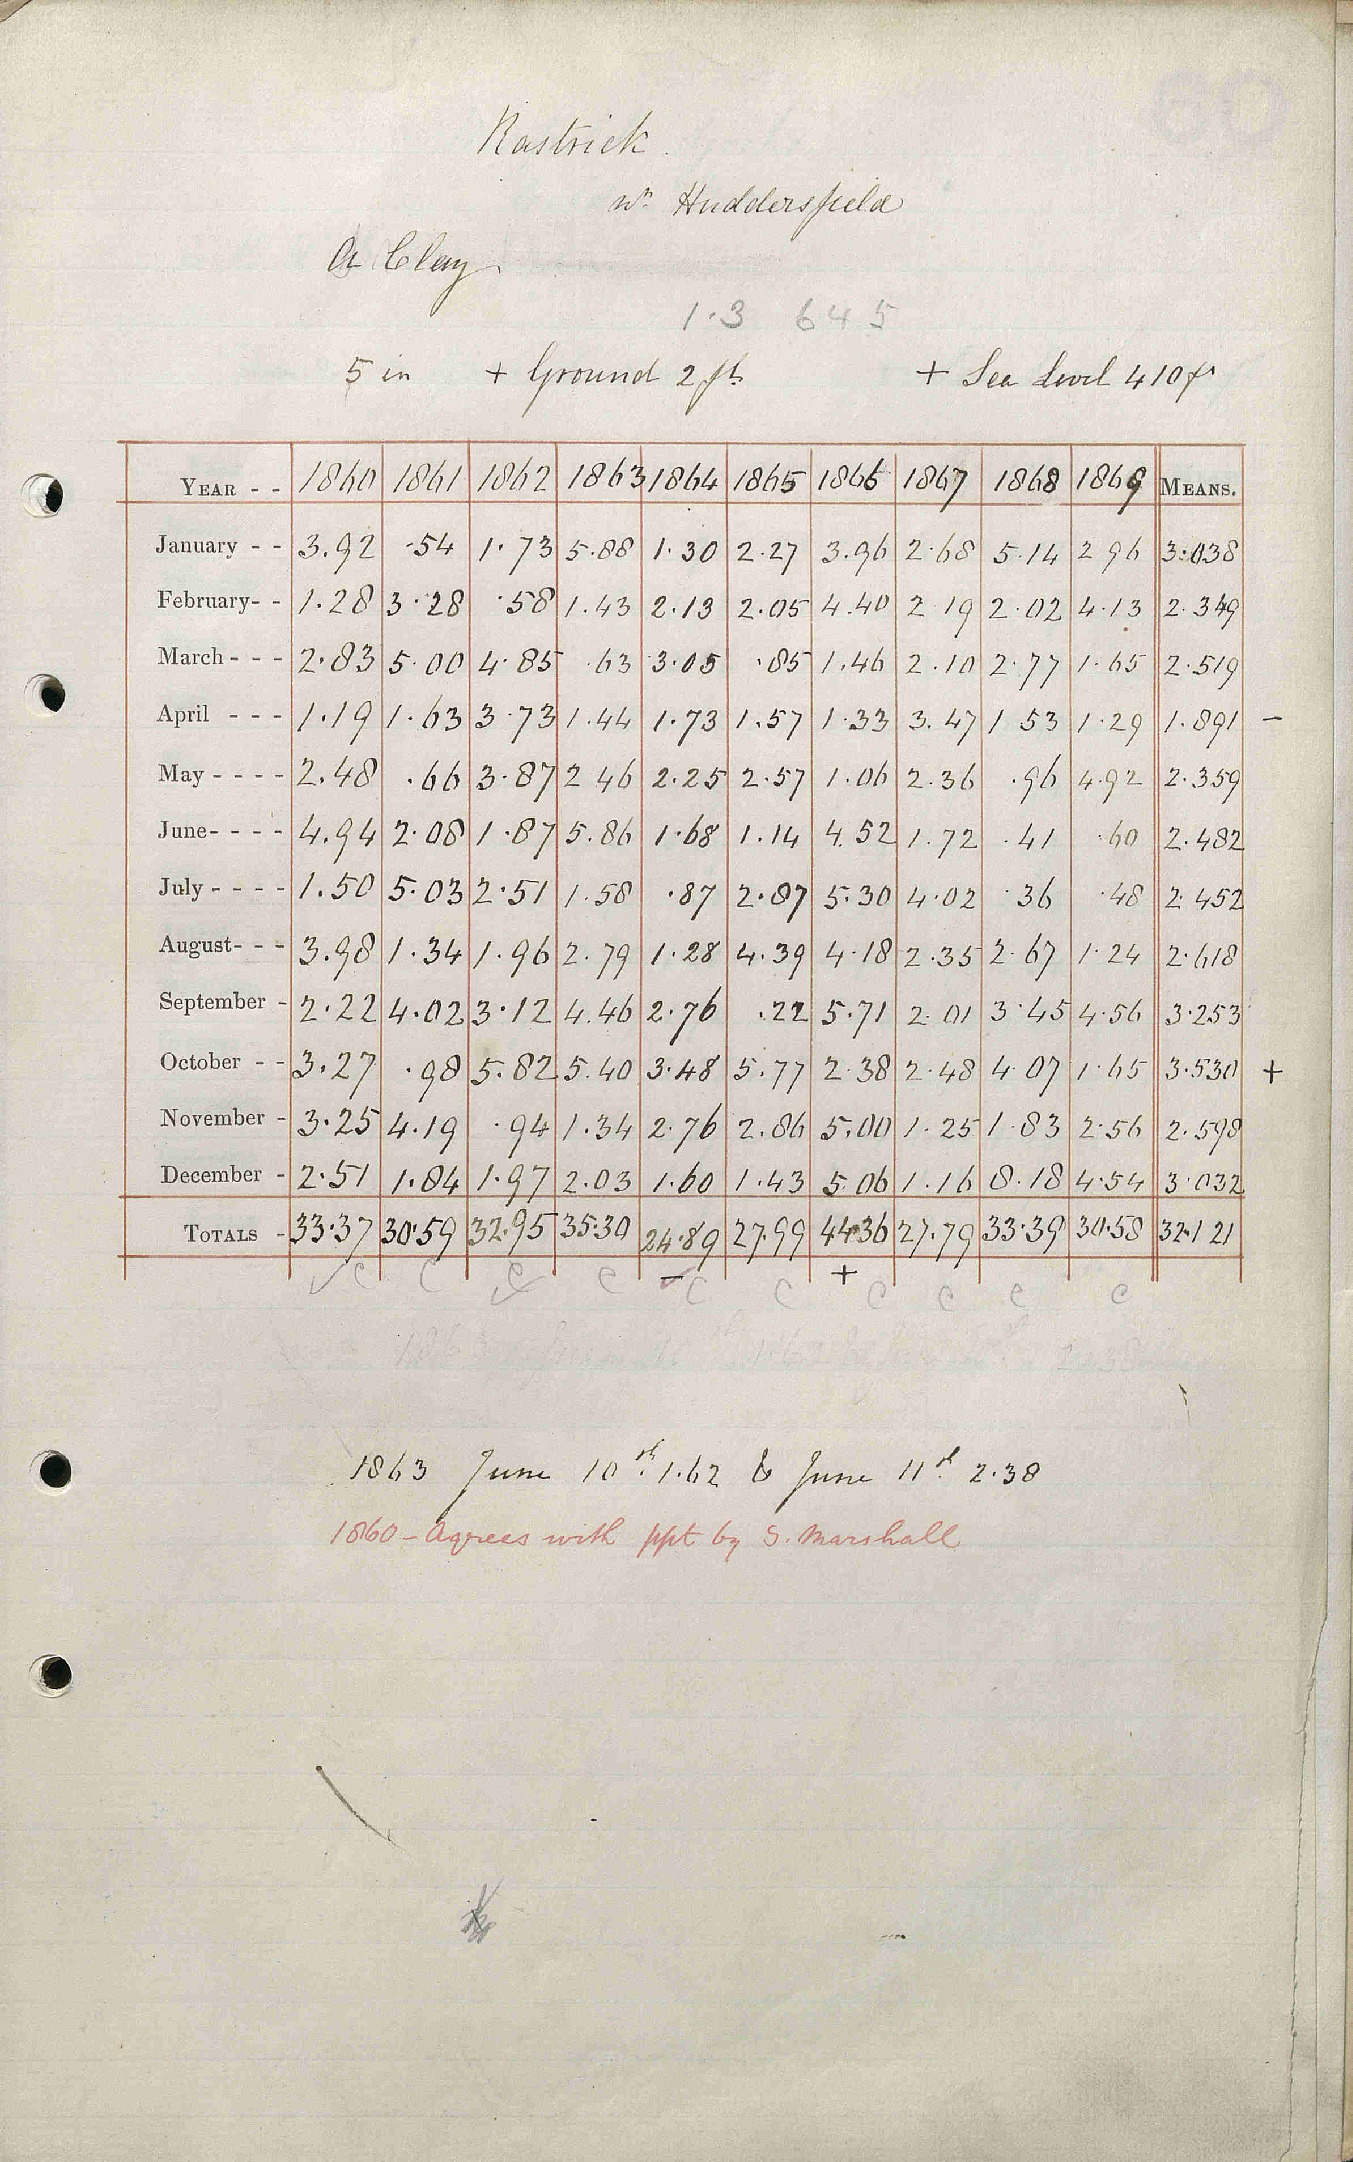 Rastrick
nr Huddersfield
A Clay
1.3 645
5 in + Ground 2 ft + Sea Level 410 ft
YEAR - - 1860 1861 1862 1863 1864 1865 1866 1867 1868 1869 MEANS.
January - - 3.92 .54 1.73 5.88 1.30 2.27 3.96 2.68 5.14 2 96 3.038
February- - 1.28 3.28 .58 1.43 2.13 2.05 4.40 2 19 2.02 4.13 2.349
March - - - 2.83 5.00 4.85 .63 3.05 .85 1.46 2.10 2.77 1.65 2.519
April - - - 1.19 1.63 3.73 1.44 1.73 1.57 1.33 3.47 1 53 1.29 1.891 -
May - - - - 2.48 .66 3.87 2 46 2.25 2.57 1.06 2.36 .96 4.92 2.359
June- - - - 4.94 2.08 1.87 5.86 1.68 1.14 4.52 1.72 .41 .60 2.482
July - - - - 1.50 5.03 2.51 1.58 .87 2.87 5.30 4.02 .36 .48 2.452
August- - - 3.98 1.34 1.96 2.79 1.28 4.39 4.18 2.35 2.67 1.24 2.618
September - 2.22 4.02 3.12 4.46 2.76 .22 5.71 2.01 3.45 4.56 3.253
October - - 3.27 .98 5.82 5.40 3.48 5.77 2.38 2.48 4.07 1.65 3.530 +
November - 3.25 4.19 .94 1.34 2.76 2.86 5.00 1.25 1.83 2.56 2.598
December - 2.51 1.84 1.97 2.03 1.60 1.43 5.06 1.16 8.18 4.54 3.032
TOTALS - 33.37 30.59 32.95 35.30 24.89 27.99 44.36 27.79 33.39 30.58 32.121
✓ c c c ✓ c - c c + c c c c
1863 June 10th 1.62 & June 11th 2.38
1860 - Agrees with ppt by S. Marshall